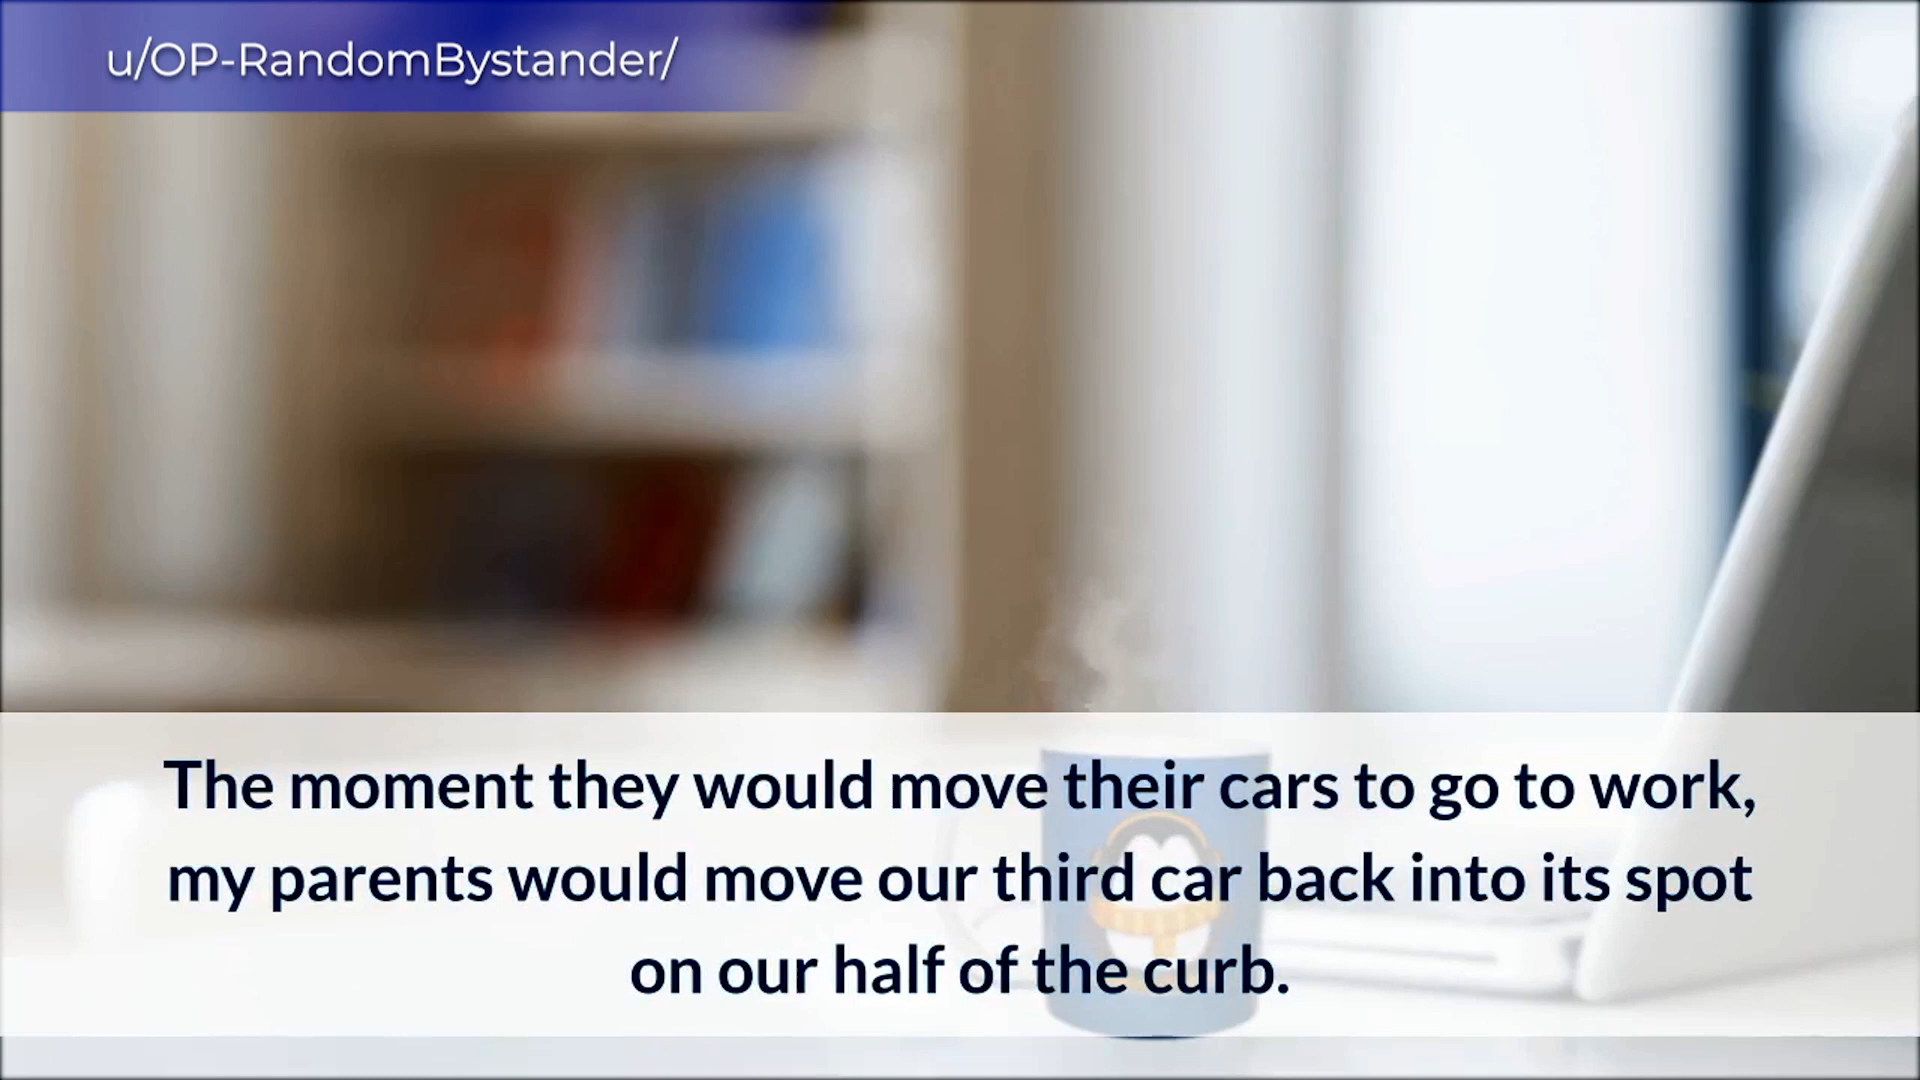 u/OP-RandomBystander/
The moment they would move their cars to go to work,
my parents would move our third car back into its spot
on our half of the curb.